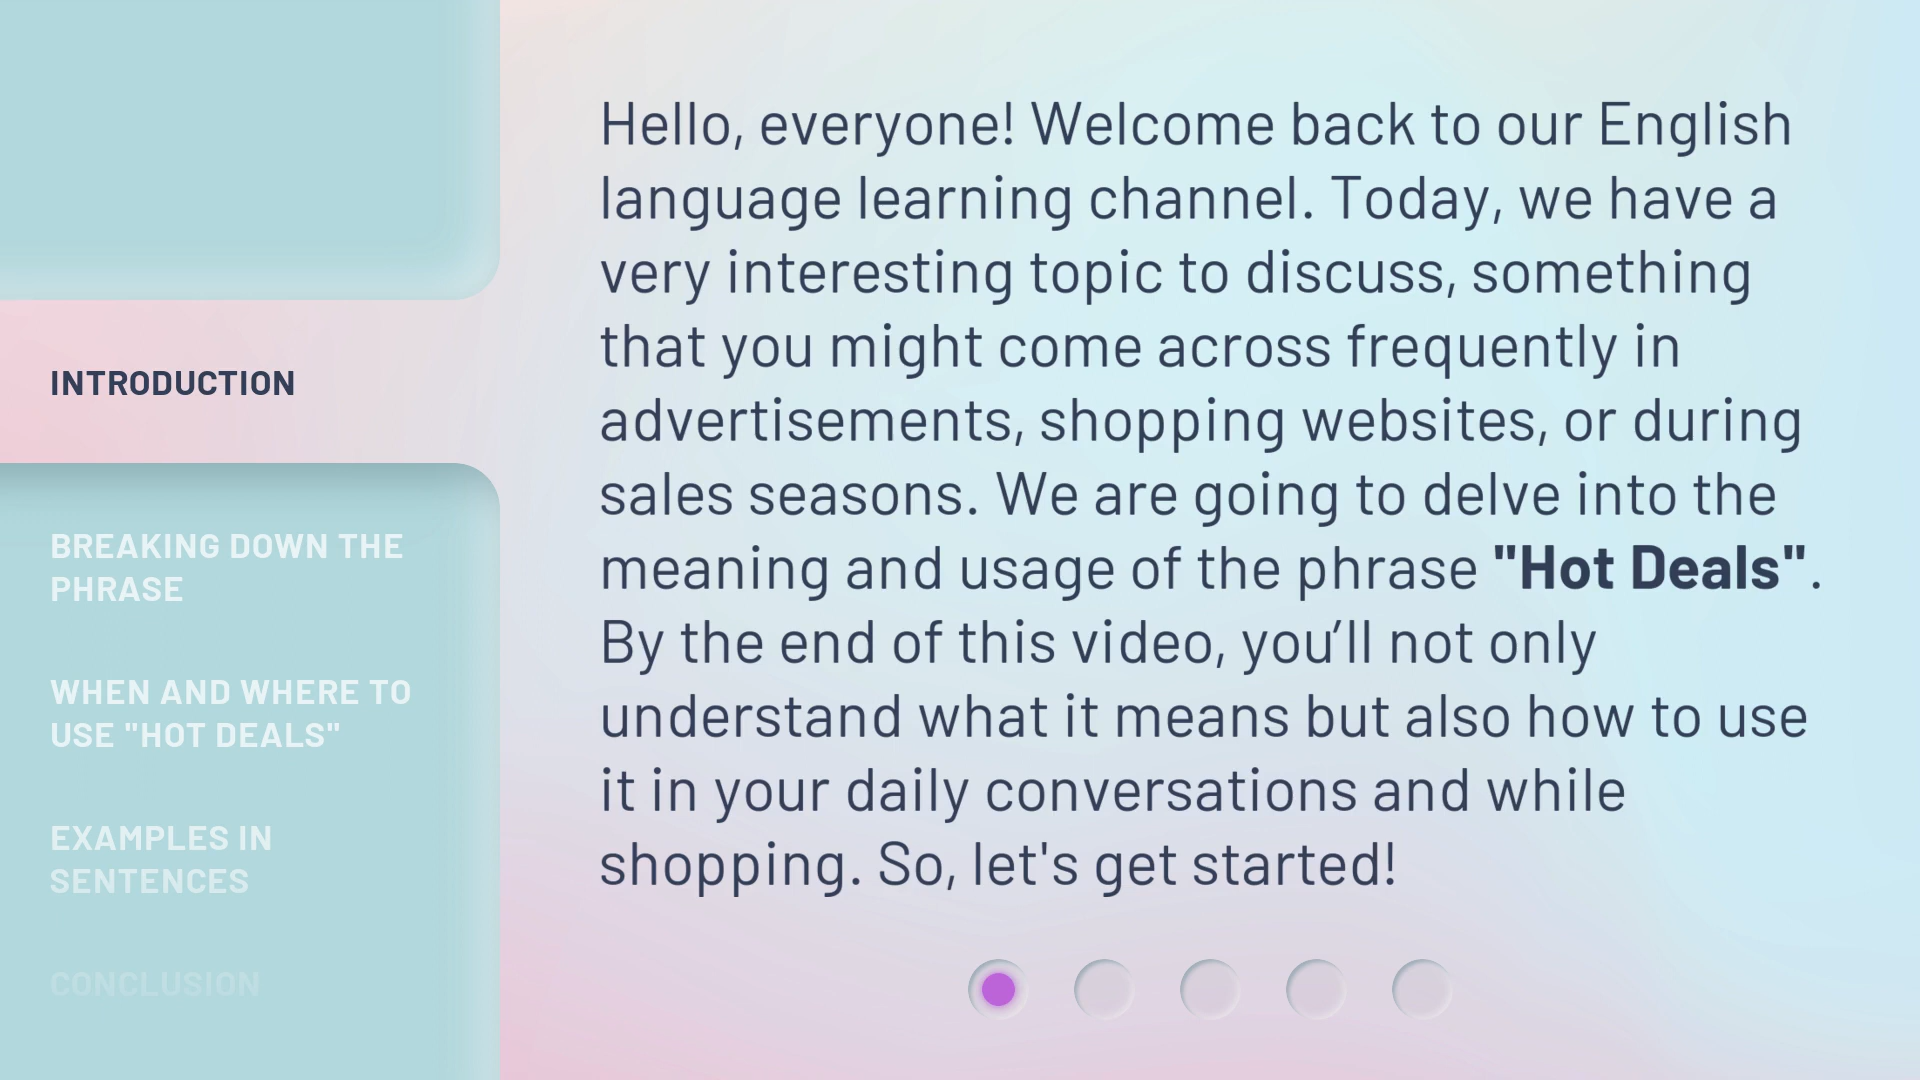 INTRODUCTION
BREAKING DOWN THE
PHRASE
WHEN AND WHERE TO
USE "HOT DEALS"
EXAMPLES IN
SENTENCES
CONCLUSION
Hello, everyone! Welcome back to our English
language learning channel. Today, we have a
very interesting topic to discuss, something
that you might come across frequently in
advertisements, shopping websites, or during
sales seasons. We are going to delve into the
meaning and usage of the phrase "Hot Deals".
By the end of this video, you’ll not only
understand what it means but also how to use
it in your daily conversations and while
shopping. So, let's get started!